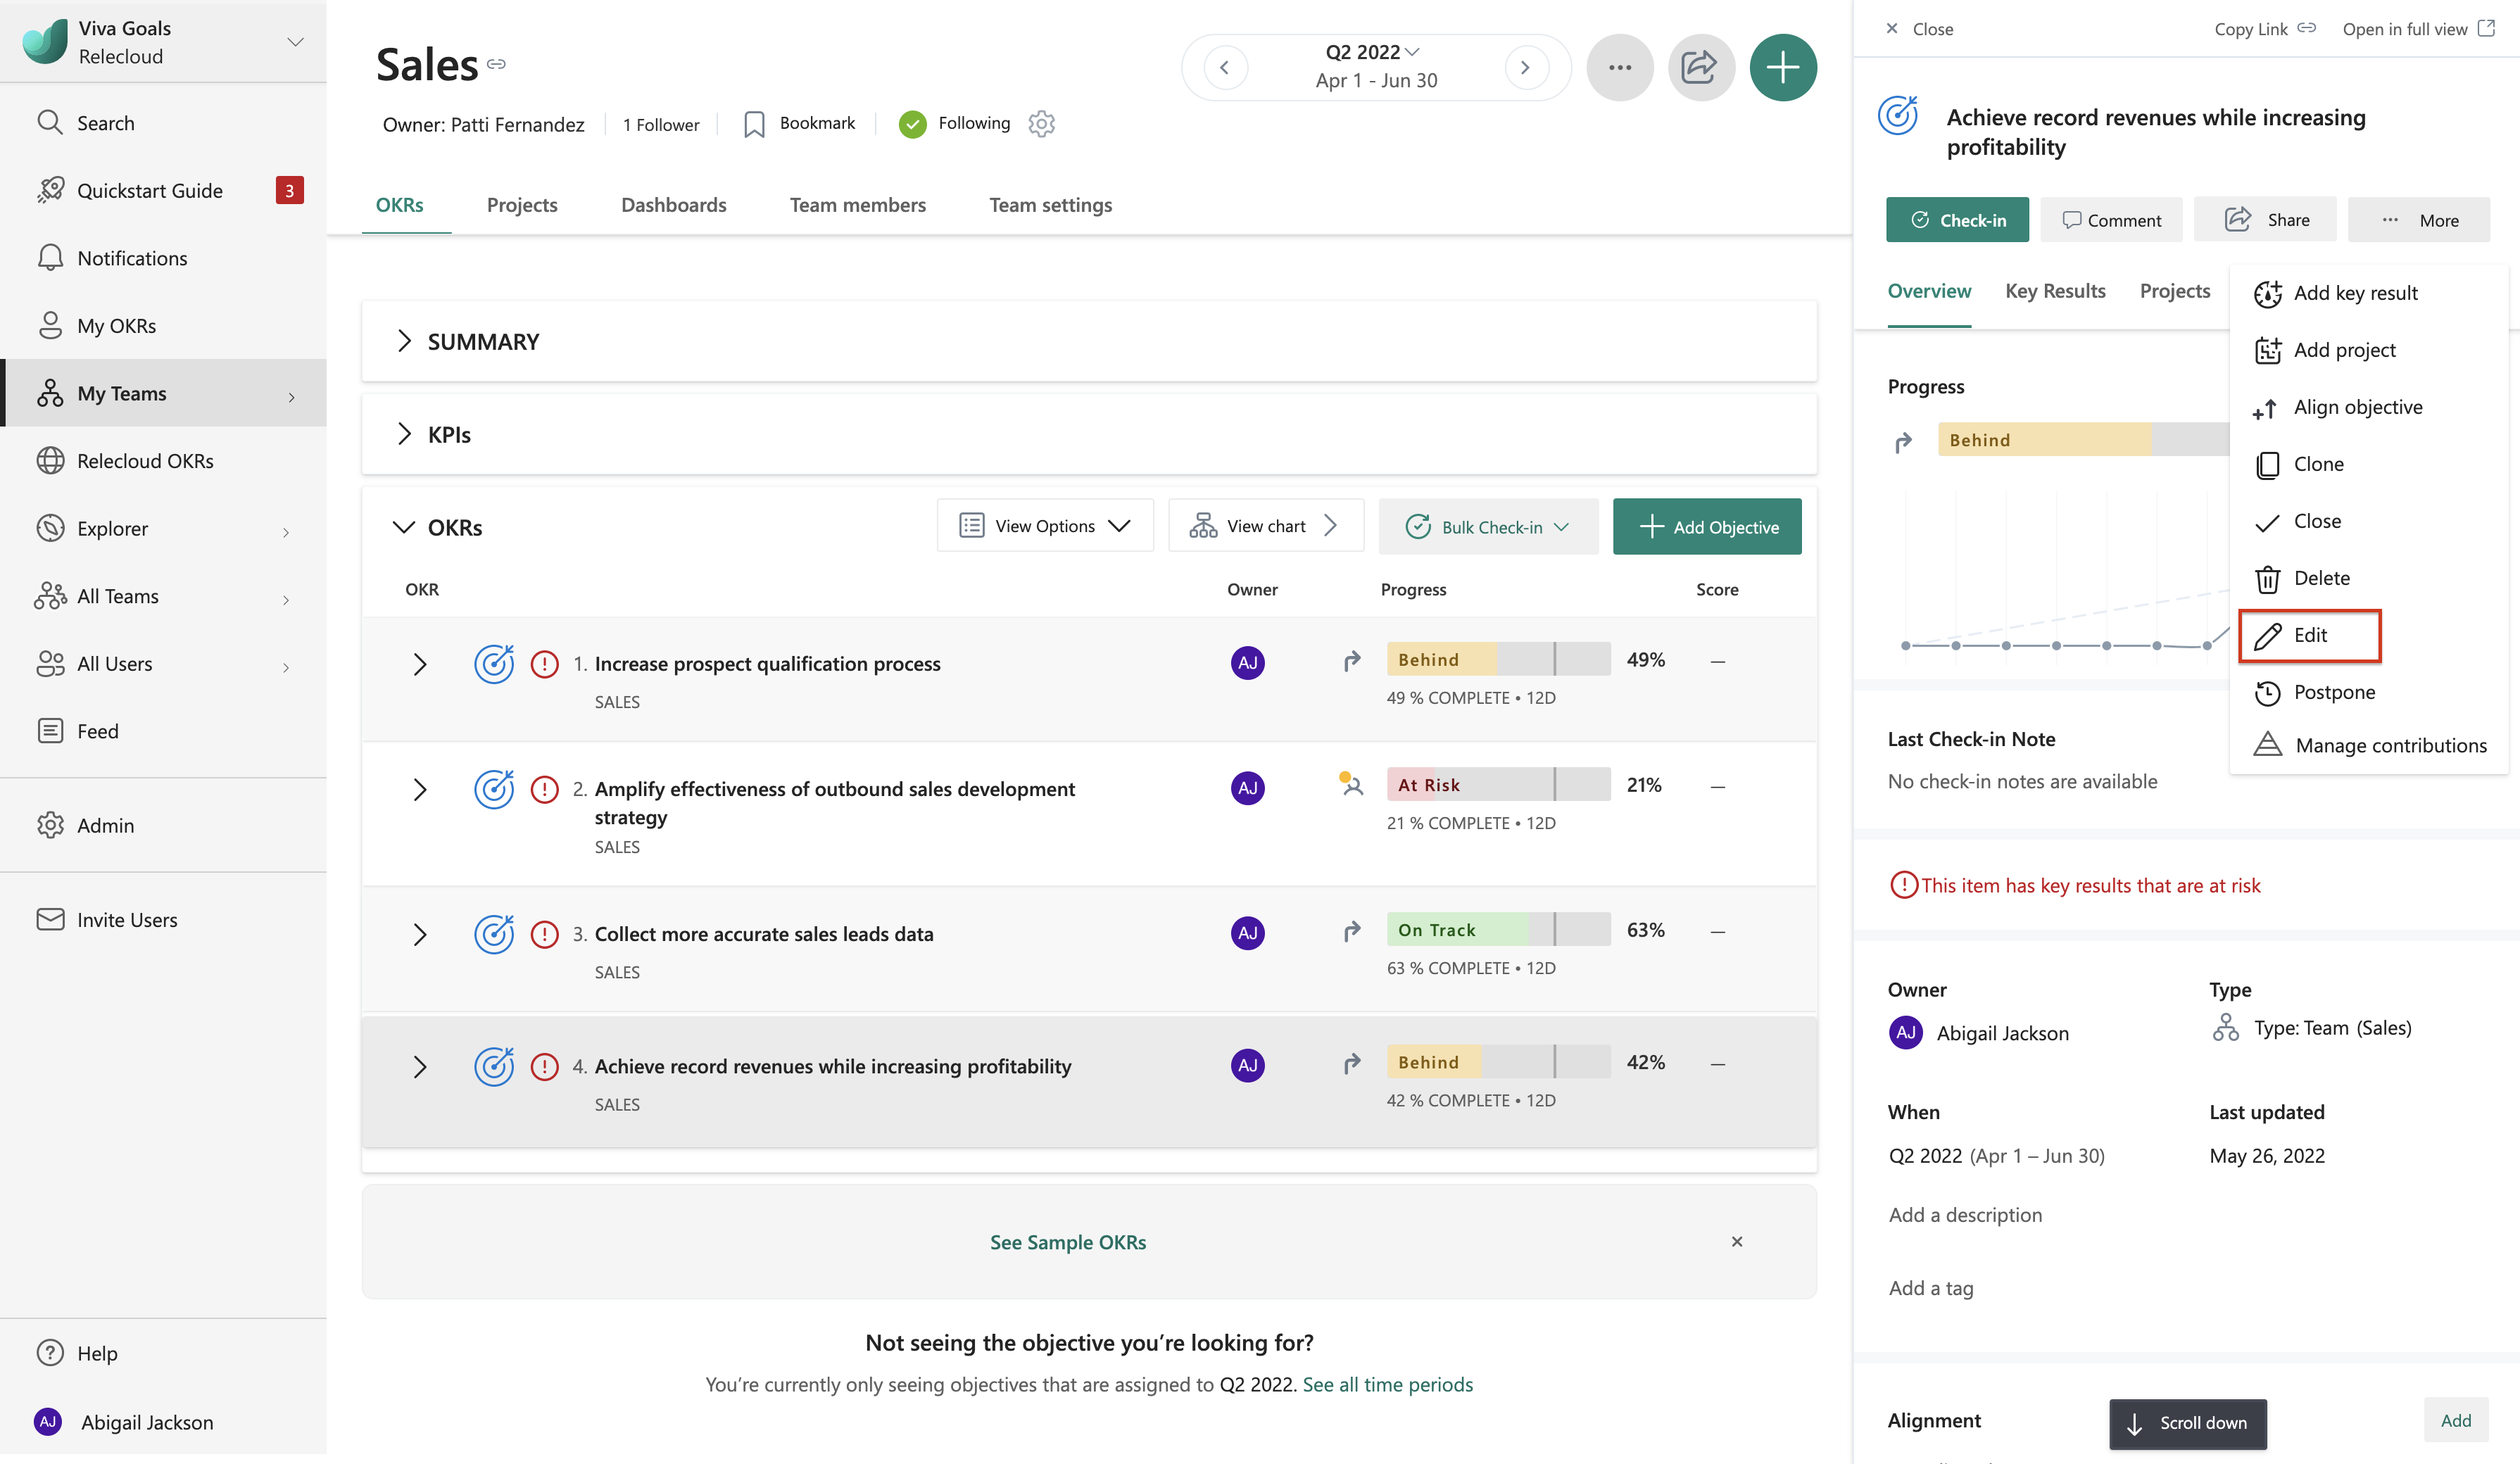 Viva Goals
Relecloud
Search
Quickstart Guide
3
Notifications
My OKRs
My Teams
Relecloud OKRs
Explorer
All Teams
All Users
Feed
Admin
Invite Users
Help
AJ Abigail Jackson
Sales
Q2 2022
Apr 1 - Jun 30
Owner: Patti Fernandez
1 Follower
Bookmark
Following
OKRs Projects Dashboards Team members Team settings
SUMMARY
KPIs
OKRs
View Options
View chart
Bulk Check-in
Add Objective
OKR Owner Progress Score
1. Increase prospect qualification process
SALES
AJ
Behind
49%
—
49 % COMPLETE • 12D
2. Amplify effectiveness of outbound sales development
strategy
SALES
AJ
At Risk
21%
—
21 % COMPLETE • 12D
3. Collect more accurate sales leads data
SALES
AJ
On Track
63%
—
63 % COMPLETE • 12D
4. Achieve record revenues while increasing profitability
SALES
AJ
Behind
42%
—
42 % COMPLETE • 12D
See Sample OKRs
Not seeing the objective you’re looking for?
You’re currently only seeing objectives that are assigned to Q2 2022. See all time periods
Close
Copy Link
Open in full view
Achieve record revenues while increasing
profitability
Check-in
Comment
Share
More
Overview Key Results Projects
Add key result
Add project
Align objective
Clone
Close
Delete
Edit
Postpone
Manage contributions
Progress
Behind
Last Check-in Note
No check-in notes are available
This item has key results that are at risk
Owner
AJ Abigail Jackson
Type
Type: Team (Sales)
When
Q2 2022 (Apr 1 – Jun 30)
Last updated
May 26, 2022
Add a description
Add a tag
Alignment
Scroll down
Add